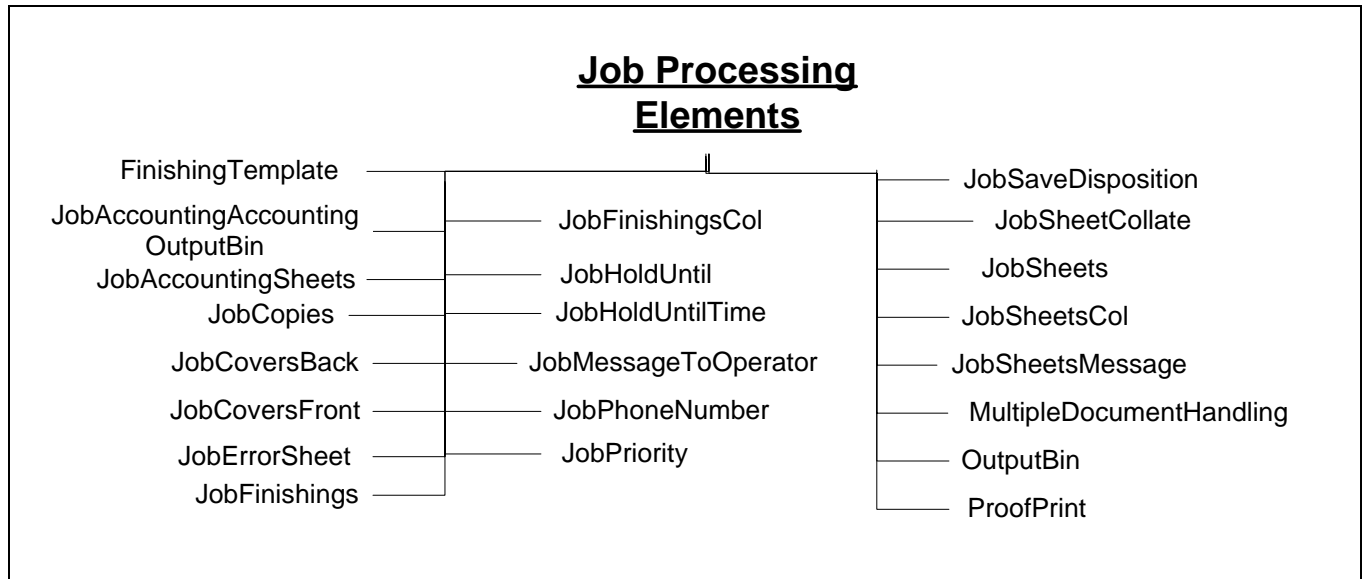 Job Processing
Elements
FinishingTemplate
JobAccountingAccounting
OutputBin
JobAccountingSheets
JobCopies
JobCoversBack
JobCoversFront
JobErrorSheet
JobFinishings
JobFinishingsCol
JobHoldUntil
JobHoldUntilTime
JobMessageToOperator
JobPhoneNumber
JobPriority
JobSaveDisposition
JobSheetCollate
JobSheets
JobSheetsCol
JobSheetsMessage
MultipleDocumentHandling
OutputBin
ProofPrint